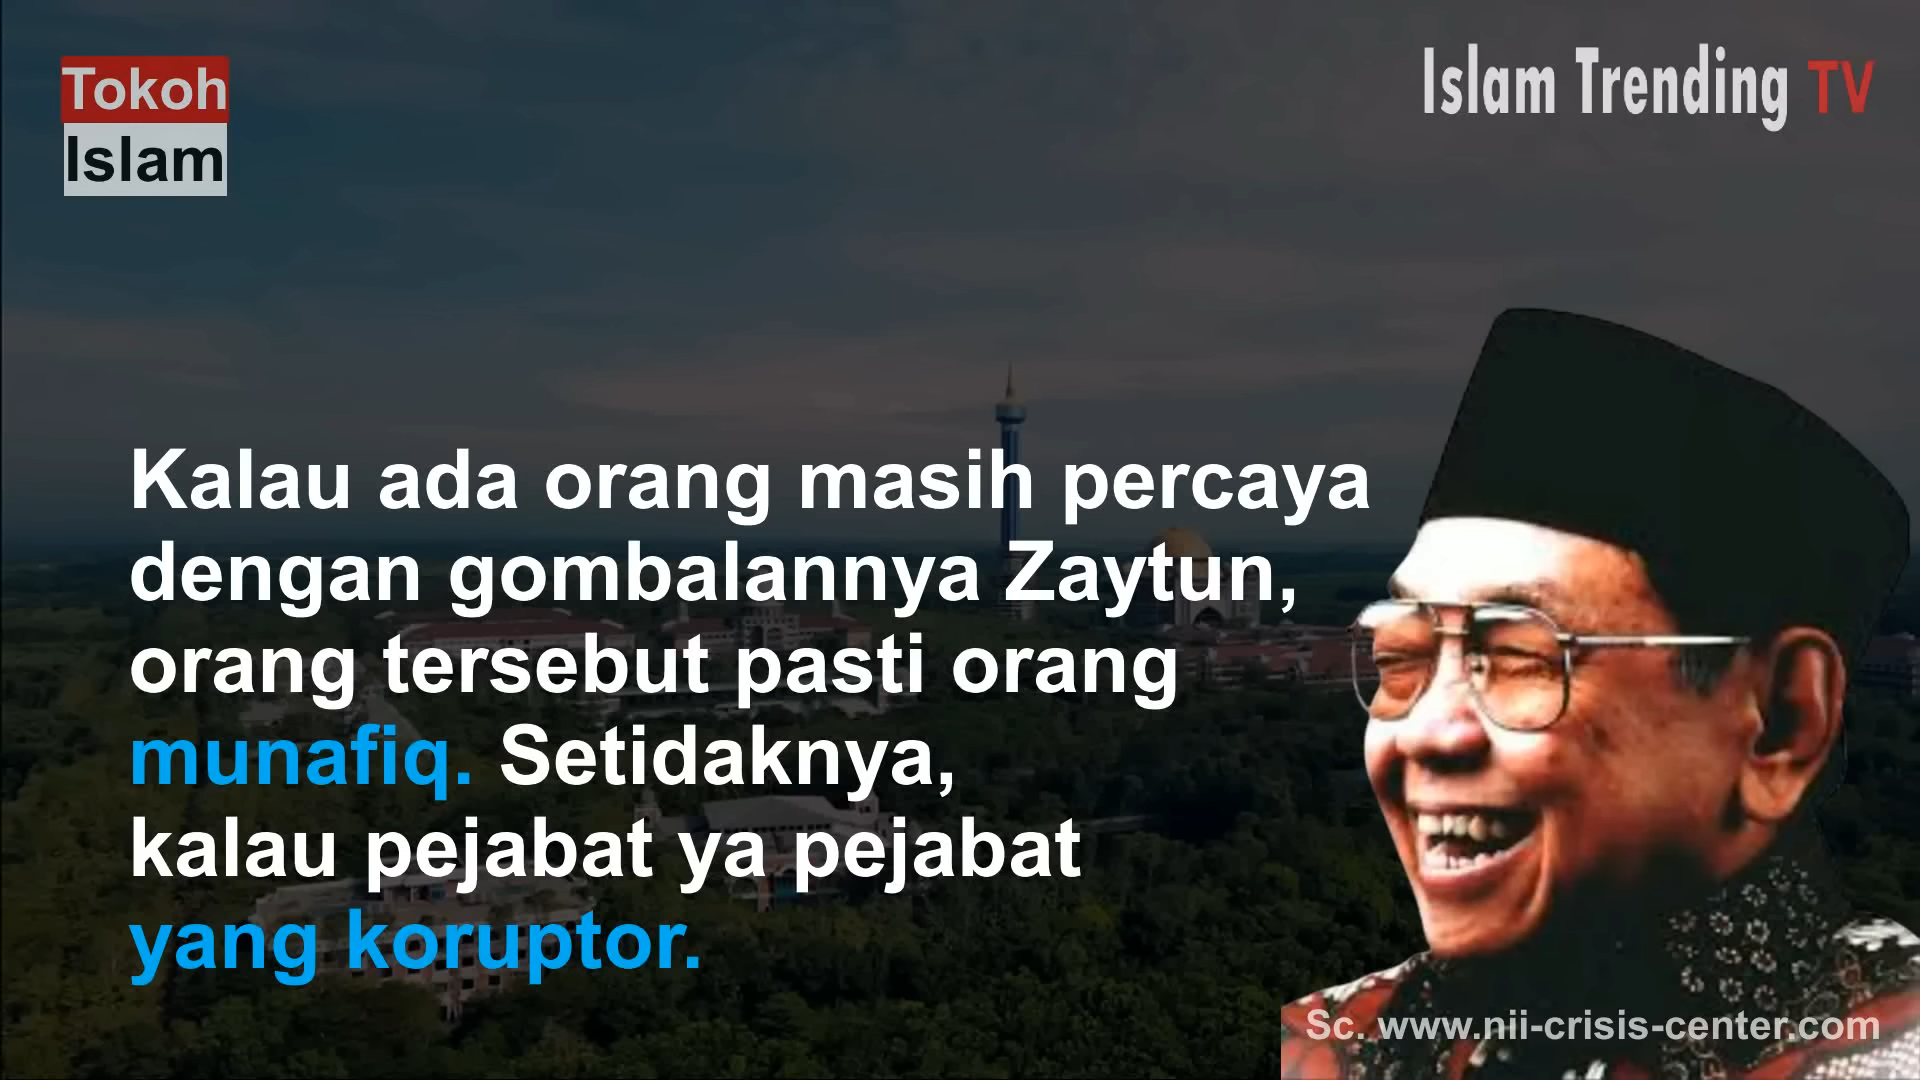 Tokoh
Islam
Islam Trending TV
Kalau ada orang masih percaya
dengan gombalannya Zaytun,
orang tersebut pasti orang
munafiq. Setidaknya,
kalau pejabat ya pejabat
yang koruptor.
Sc. www.nii-crisis-center.com